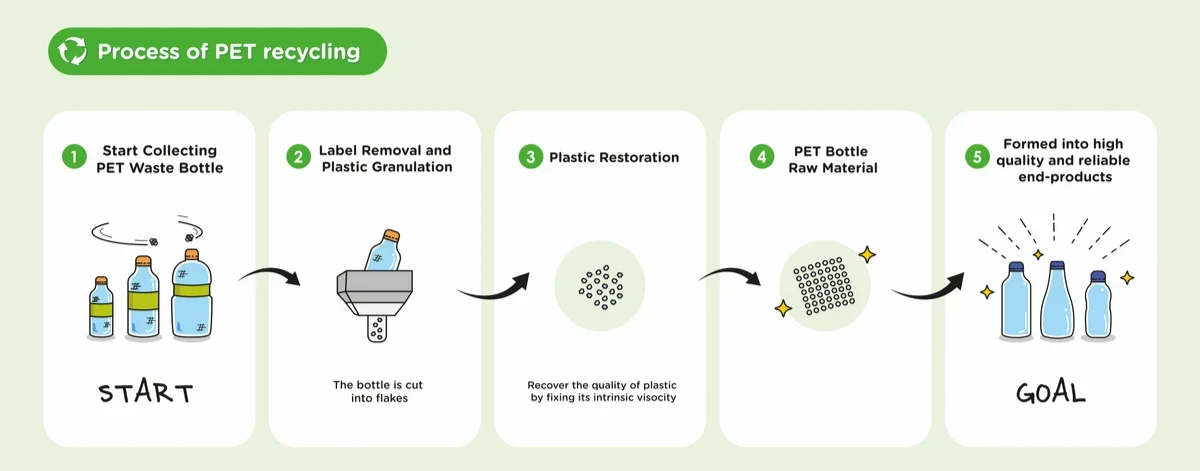 Process of PET recycling
1
Start Collecting
PET Waste Bottle
START
2
Label Removal and
Plastic Granulation
The bottle is cut
into flakes
3
Plastic Restoration
Recover the quality of plastic
by fixing its intrinsic visocity
4
PET Bottle
Raw Material
5
Formed into high
quality and reliable
end-products
GOAL